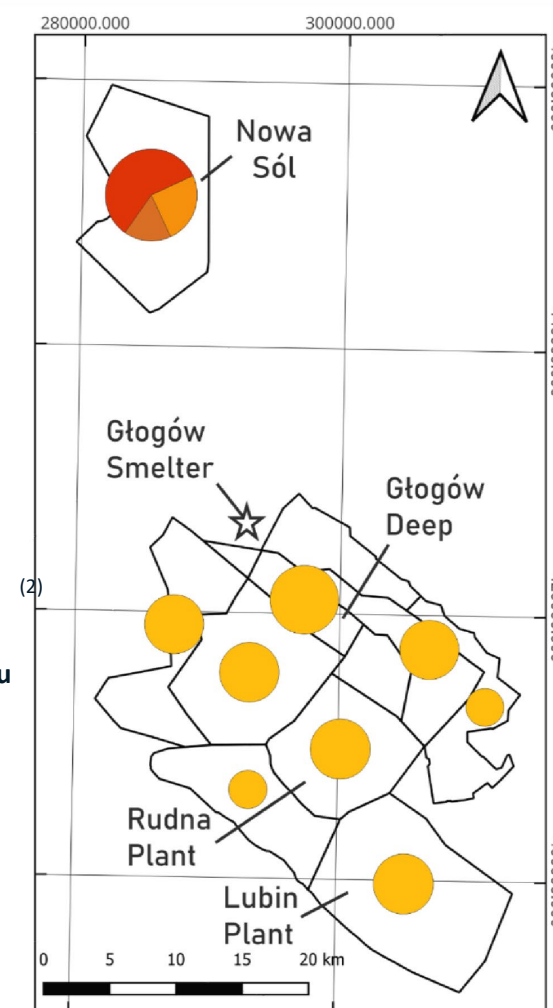 280000.000 300000.000
Nowa
Sól
Głogów
Smelter
Głogów
Deep
(2)
u
Rudna
Plant
Lubin
Plant
0 5 10 15 20 km